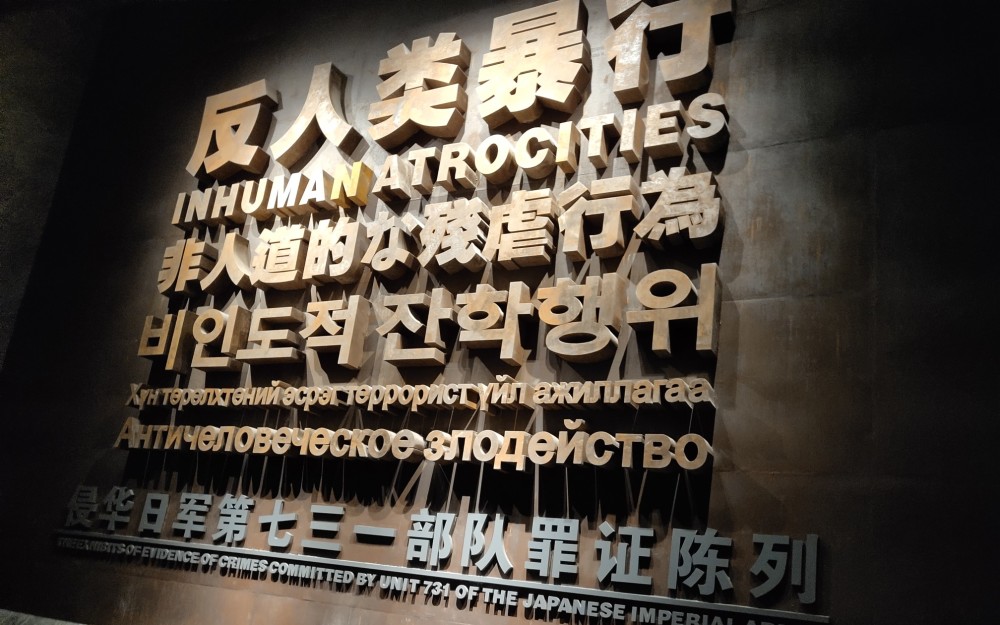 反人类暴行
INHUMAN ATROCITIES
非人道的な殘虐行為
비인도적 잔학행위
Хүн төрөлхтөний эсрэг террорист үйл ажиллагаа
Античеловеческое злодейство
侵华日军第七三一部队罪证陈列
EXHIBITS OF EVIDENCE OF CRIMES COMMITTED BY UNIT 731 OF THE JAPANESE IMPERIAL